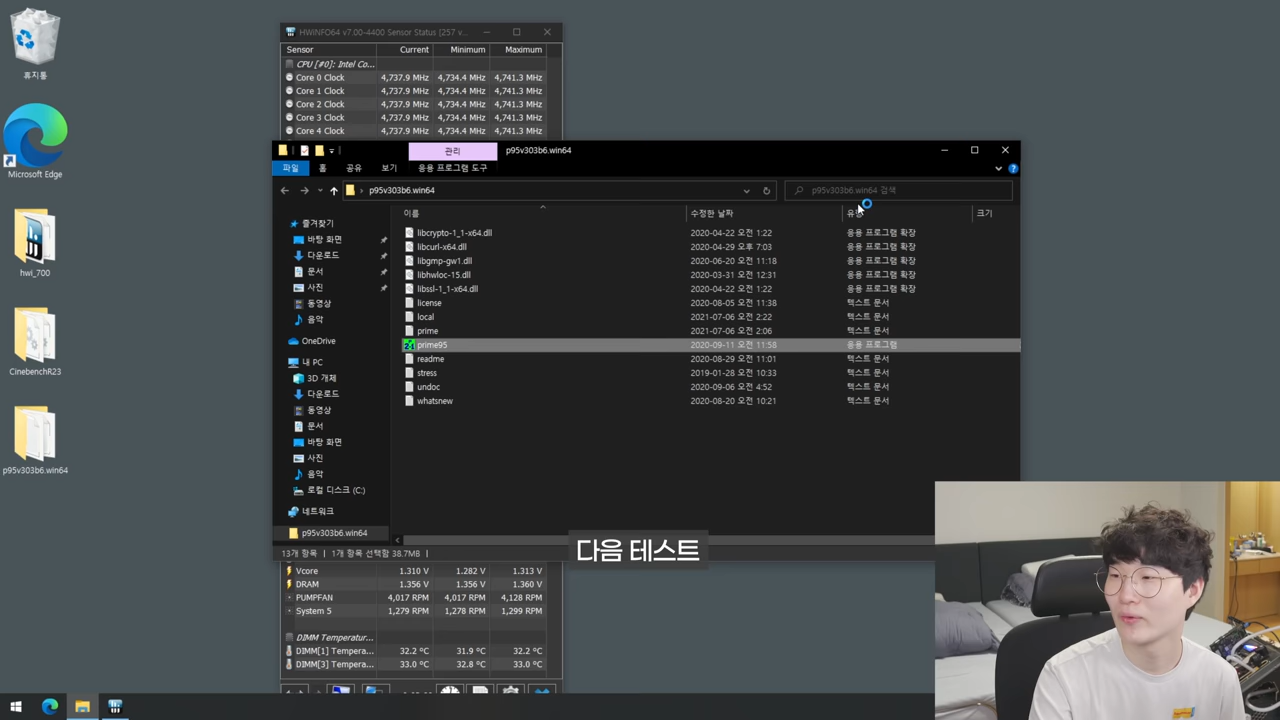 휴지통
Microsoft Edge
hwi_700
CinebenchR23
p95v303b6.win64
HWiNFO64 v7.00-4400 Sensor Status [257 v...
Sensor Current Minimum Maximum
CPU [#0]: Intel Co...
Core 0 Clock 4,737.9 MHz 4,734.4 MHz 4,741.3 MHz
Core 1 Clock 4,737.9 MHz 4,734.4 MHz 4,741.3 MHz
Core 2 Clock 4,737.9 MHz 4,734.4 MHz 4,741.3 MHz
Core 3 Clock 4,737.9 MHz 4,734.4 MHz 4,741.3 MHz
Core 4 Clock 4,737.9 MHz 4,734.4 MHz 4,741.3 MHz
관리 p95v303b6.win64
파일 홈 공유 보기 응용 프로그램 도구
p95v303b6.win64
p95v303b6.win64 검색
즐겨찾기
바탕 화면
다운로드
문서
사진
동영상
음악
OneDrive
내 PC
3D 개체
다운로드
동영상
문서
바탕 화면
사진
음악
로컬 디스크 (C:)
네트워크
p95v303b6.win64
이름 수정한 날짜 크기
libcrypto-1_1-x64.dll 2020-04-22 오전 1:22 응용 프로그램 확장
libcurl-x64.dll 2020-04-29 오후 7:03 응용 프로그램 확장
libgmp-gw1.dll 2020-06-20 오전 11:18 응용 프로그램 확장
libhwloc-15.dll 2020-03-31 오전 12:31 응용 프로그램 확장
libssl-1_1-x64.dll 2020-04-22 오전 1:22 응용 프로그램 확장
license 2020-08-05 오전 11:38 텍스트 문서
local 2021-07-06 오전 2:22 텍스트 문서
prime 2021-07-06 오전 2:06 텍스트 문서
prime95 2020-09-11 오전 11:58 응용 프로그램
readme 2020-08-29 오전 11:01 텍스트 문서
stress 2019-01-28 오전 10:33 텍스트 문서
undoc 2020-09-06 오전 4:52 텍스트 문서
whatsnew 2020-08-20 오전 10:21 텍스트 문서
13개 항목 1개 항목 선택함 38.7MB
다음 테스트
Vcore 1.310 V 1.282 V 1.313 V
DRAM 1.356 V 1.356 V 1.360 V
PUMPFAN 4,017 RPM 4,017 RPM 4,128 RPM
System 5 1,279 RPM 1,278 RPM 1,299 RPM
DIMM Temperatur...
DIMM[1] Tempera... 32.2 ºC 31.9 ºC 32.2 ºC
DIMM[3] Tempera... 33.0 ºC 32.8 ºC 33.0 ºC